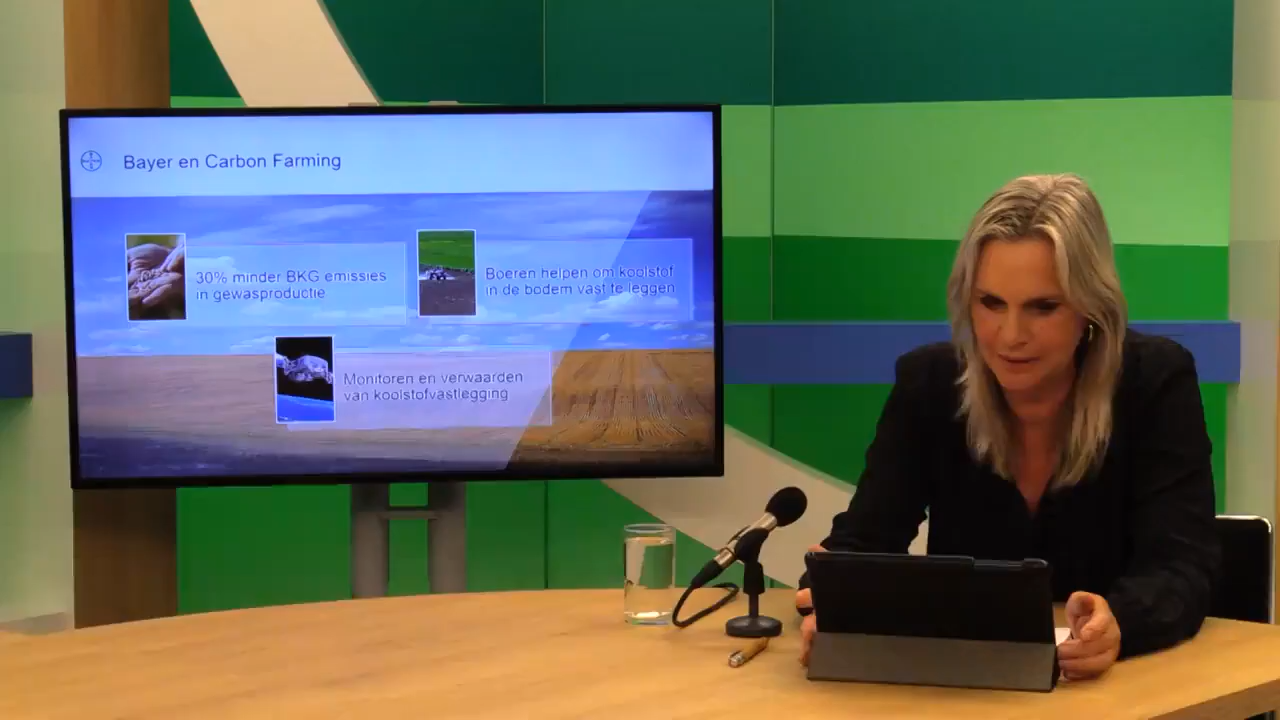 Bayer en Carbon Farming
30% minder BKG emissies
in gewasproductie
Boeren helpen om koolstof
in de bodem vast te leggen
Monitoren en verwaarden
van koolstofvastlegging